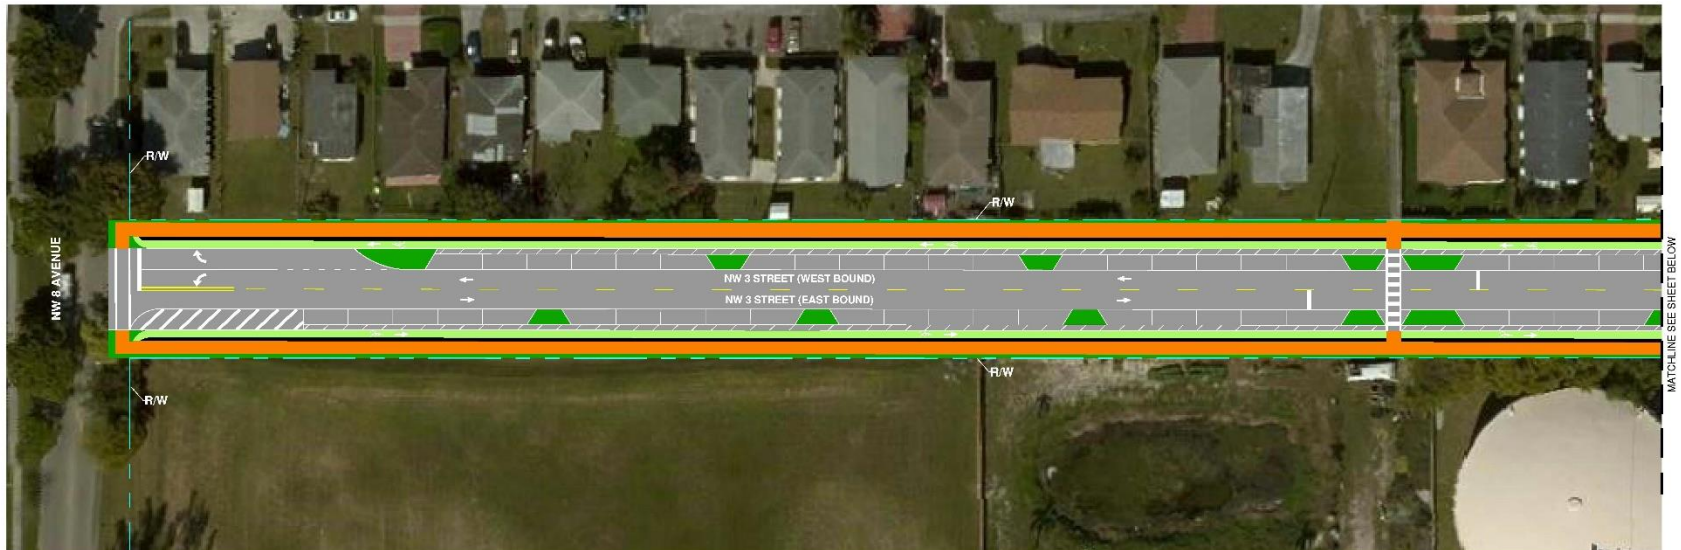 R/W
R/W
NW 8 AVENUE
NW 3 STREET (WEST BOUND)
NW 3 STREET (EAST BOUND)
MATCHLINE SEE SHEET BELOW
R/W
R/W